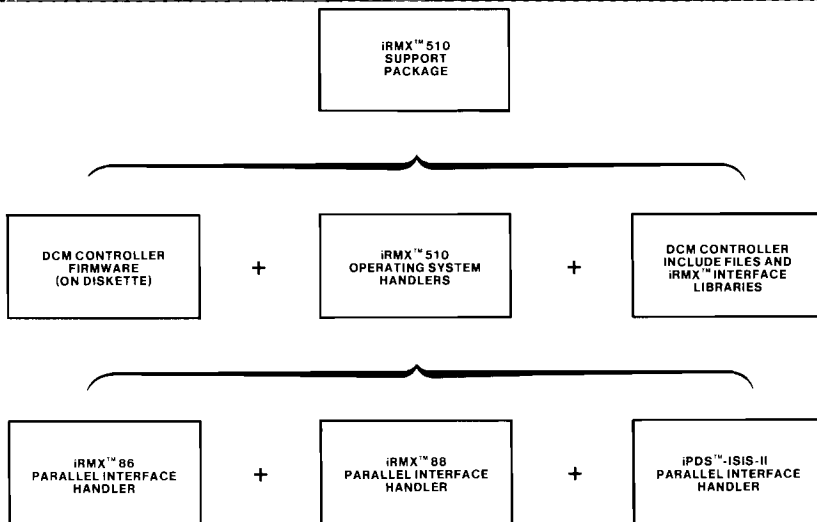 iRMX™ 510
SUPPORT
PACKAGE
DCM CONTROLLER
FIRMWARE
(ON DISKETTE)
+
iRMX™ 510
OPERATING SYSTEM
HANDLERS
+
DCM CONTROLLER
INCLUDE FILES AND
iRMX™ INTERFACE
LIBRARIES
iRMX™ 86
PARALLEL INTERFACE
HANDLER
+
iRMX™ 88
PARALLEL INTERFACE
HANDLER
+
iPDS™-ISIS-II
PARALLEL INTERFACE
HANDLER